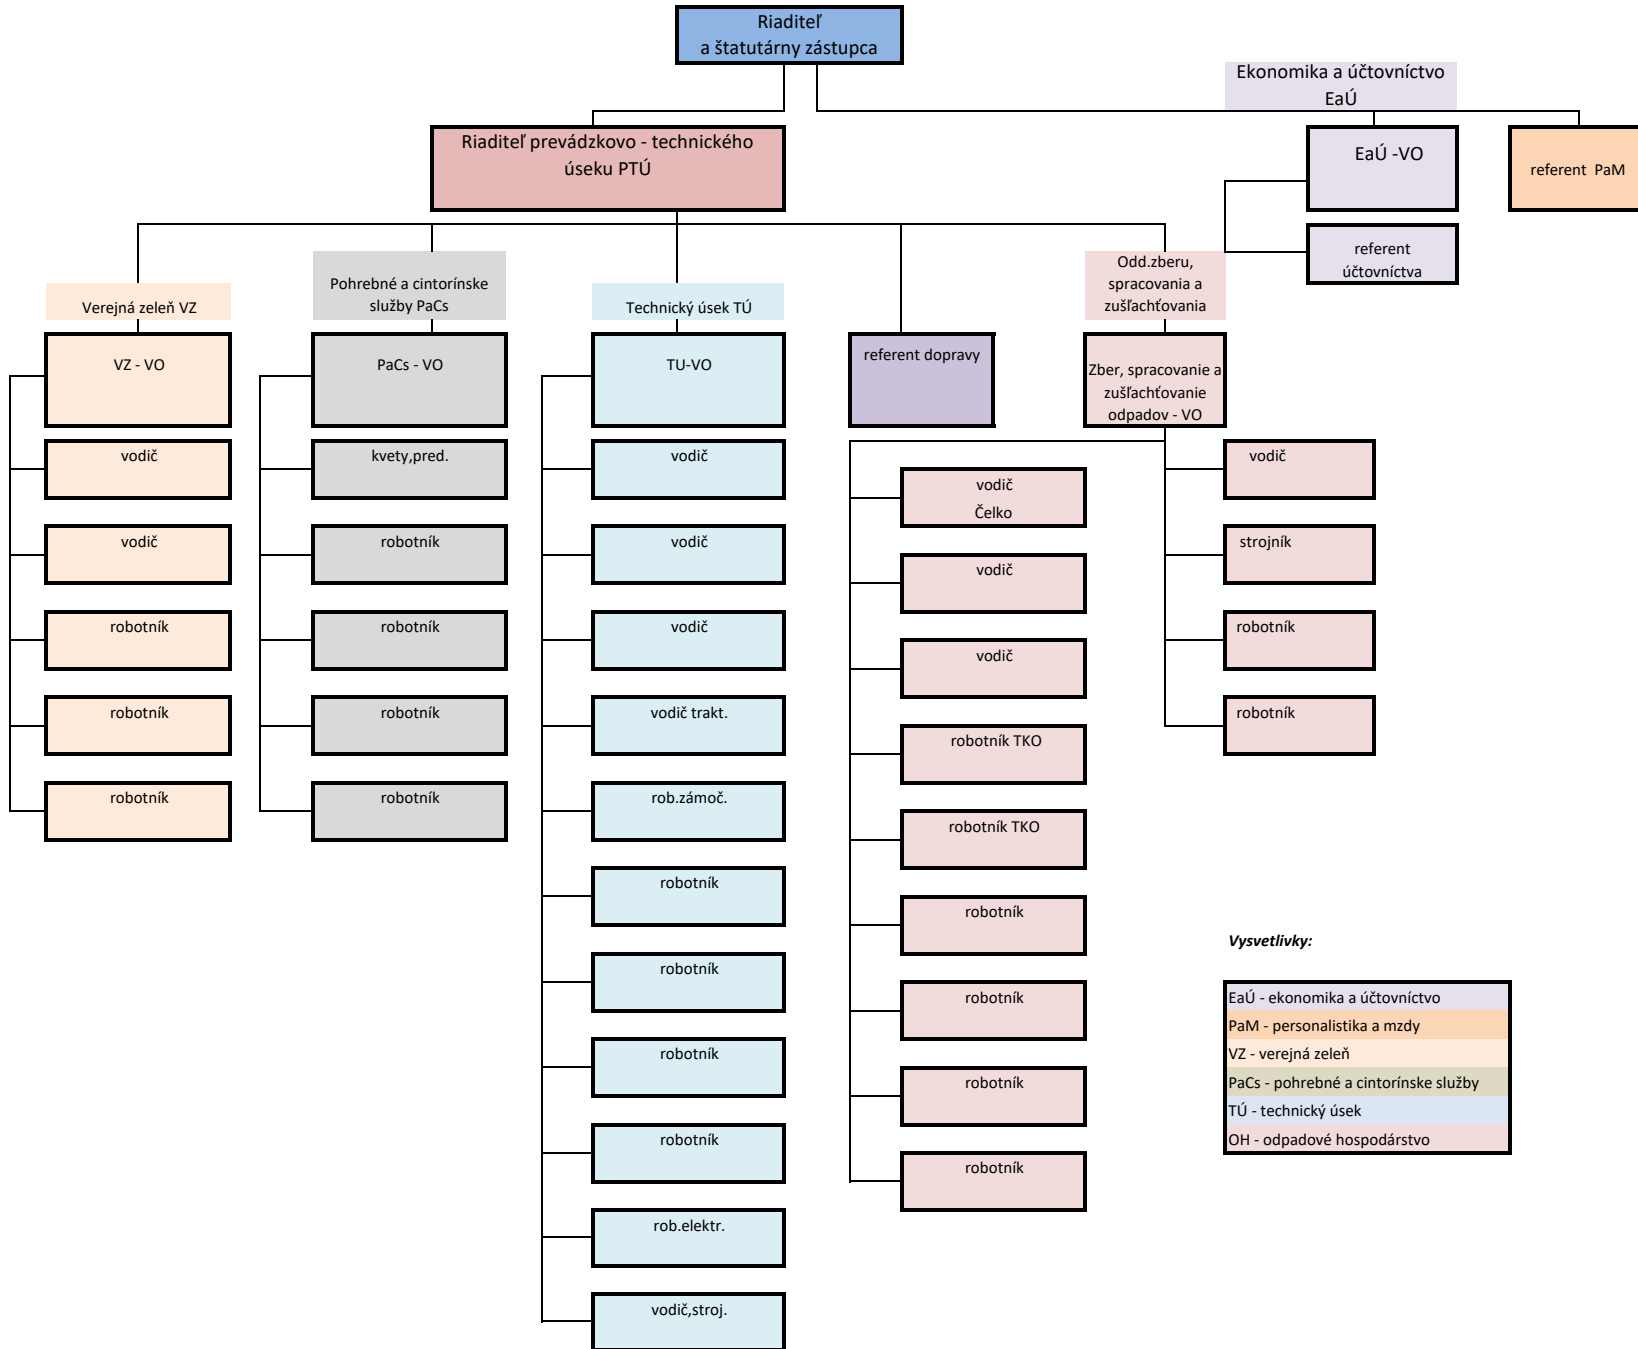 Riaditeľ
a štatutárny zástupca
Ekonomika a účtovníctvo
EaÚ
Riaditeľ prevádzkovo - technického
úseku PTÚ
EaÚ -VO
referent PaM
referent
účtovníctva
Verejná zeleň VZ
Pohrebné a cintorínske
služby PaCs
Technický úsek TÚ
Odd.zberu,
spracovania a
zušľachťovania
VZ - VO
PaCs - VO
TU-VO
referent dopravy
Zber, spracovanie a
zušľachťovanie
odpadov - VO
vodič
vodič
robotník
robotník
robotník
kvety,pred.
robotník
robotník
robotník
robotník
vodič
vodič
vodič
vodič trakt.
rob.zámoč.
robotník
robotník
robotník
robotník
rob.elektr.
vodič,stroj.
vodič
Čelko
vodič
vodič
robotník TKO
robotník TKO
robotník
robotník
robotník
robotník
vodič
strojník
robotník
robotník
Vysvetlivky:
EaÚ - ekonomika a účtovníctvo
PaM - personalistika a mzdy
VZ - verejná zeleň
PaCs - pohrebné a cintorínske služby
TÚ - technický úsek
OH - odpadové hospodárstvo